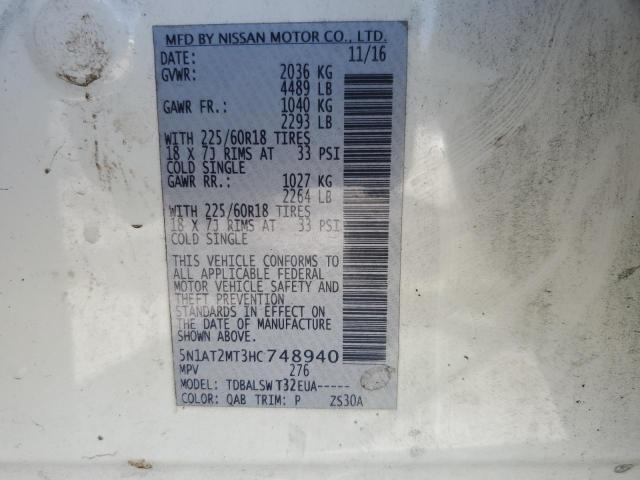 MFD BY NISSAN MOTOR CO., LTD.
DATE: 11/16
GVWR: 2036 KG
4489 LB
GAWR FR.: 1040 KG
2293 LB
WITH 225/60R18 TIRES
18 X 7J RIMS AT 33 PSI
COLD SINGLE
GAWR RR.: 1027 KG
2264 LB
WITH 225/60R18 TIRES
18 X 7J RIMS AT 33 PSI
COLD SINGLE
THIS VEHICLE CONFORMS TO
ALL APPLICABLE FEDERAL
MOTOR VEHICLE SAFETY AND
THEFT PREVENTION
STANDARDS IN EFFECT ON
THE DATE OF MANUFACTURE
SHOWN ABOVE.
5N1AT2MT3HC748940
MPV 276
MODEL: TDBALSWT32EUA-----
COLOR: QAB TRIM: P ZS30A